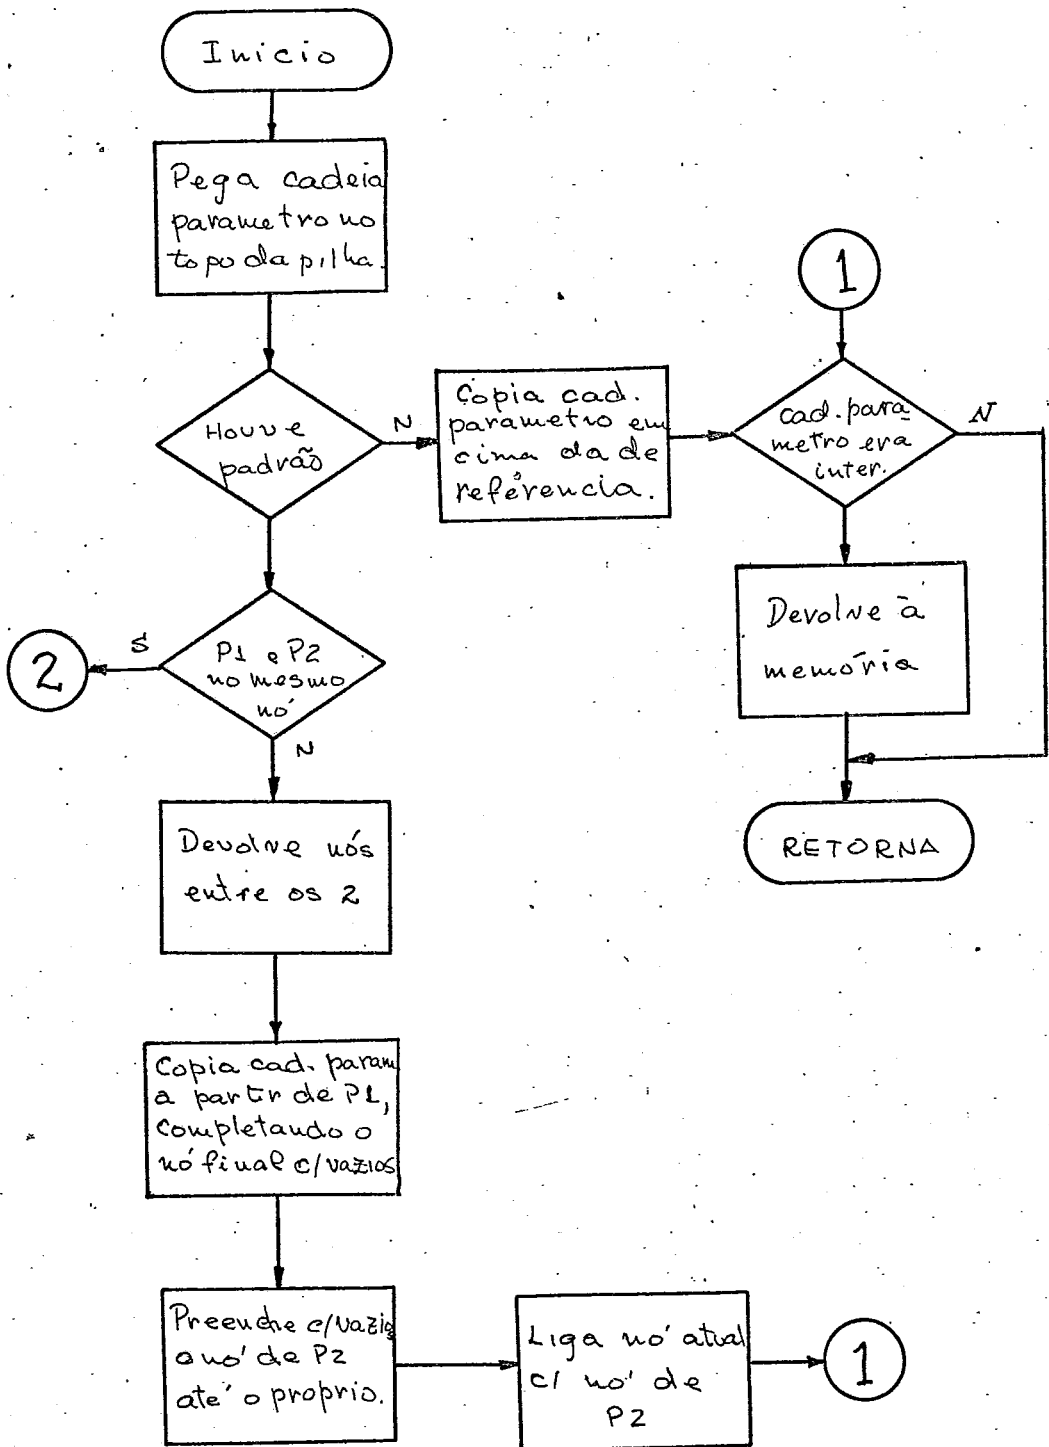 Inicio
Pega cadeia
parametro no
topo da pilha.
Houve
padrão
N
Copia cad.
parametro em
cima da de
referência.
1
cad. para
metro era
inter.
N
Devolve à
memória
RETORNA
P1 e P2
no mesmo
nó
S
2
N
Devolve nós
entre os 2
Copia cad. param
a partir de P1,
completando o
nó final c/vazios
Preenche c/vazio
o nó de P2
até o proprio.
Liga nó atual
c/ nó de
P2
1